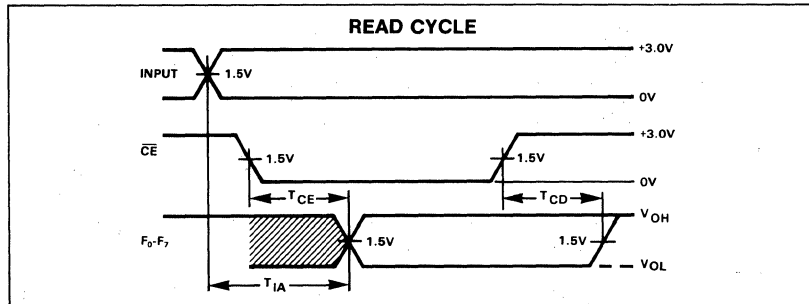 READ CYCLE
+3.0V
INPUT
1.5V
0V
+3.0V
CE
1.5V
1.5V
0V
TCE
TCD
VOH
F0-F7
1.5V
1.5V
VOL
TIA